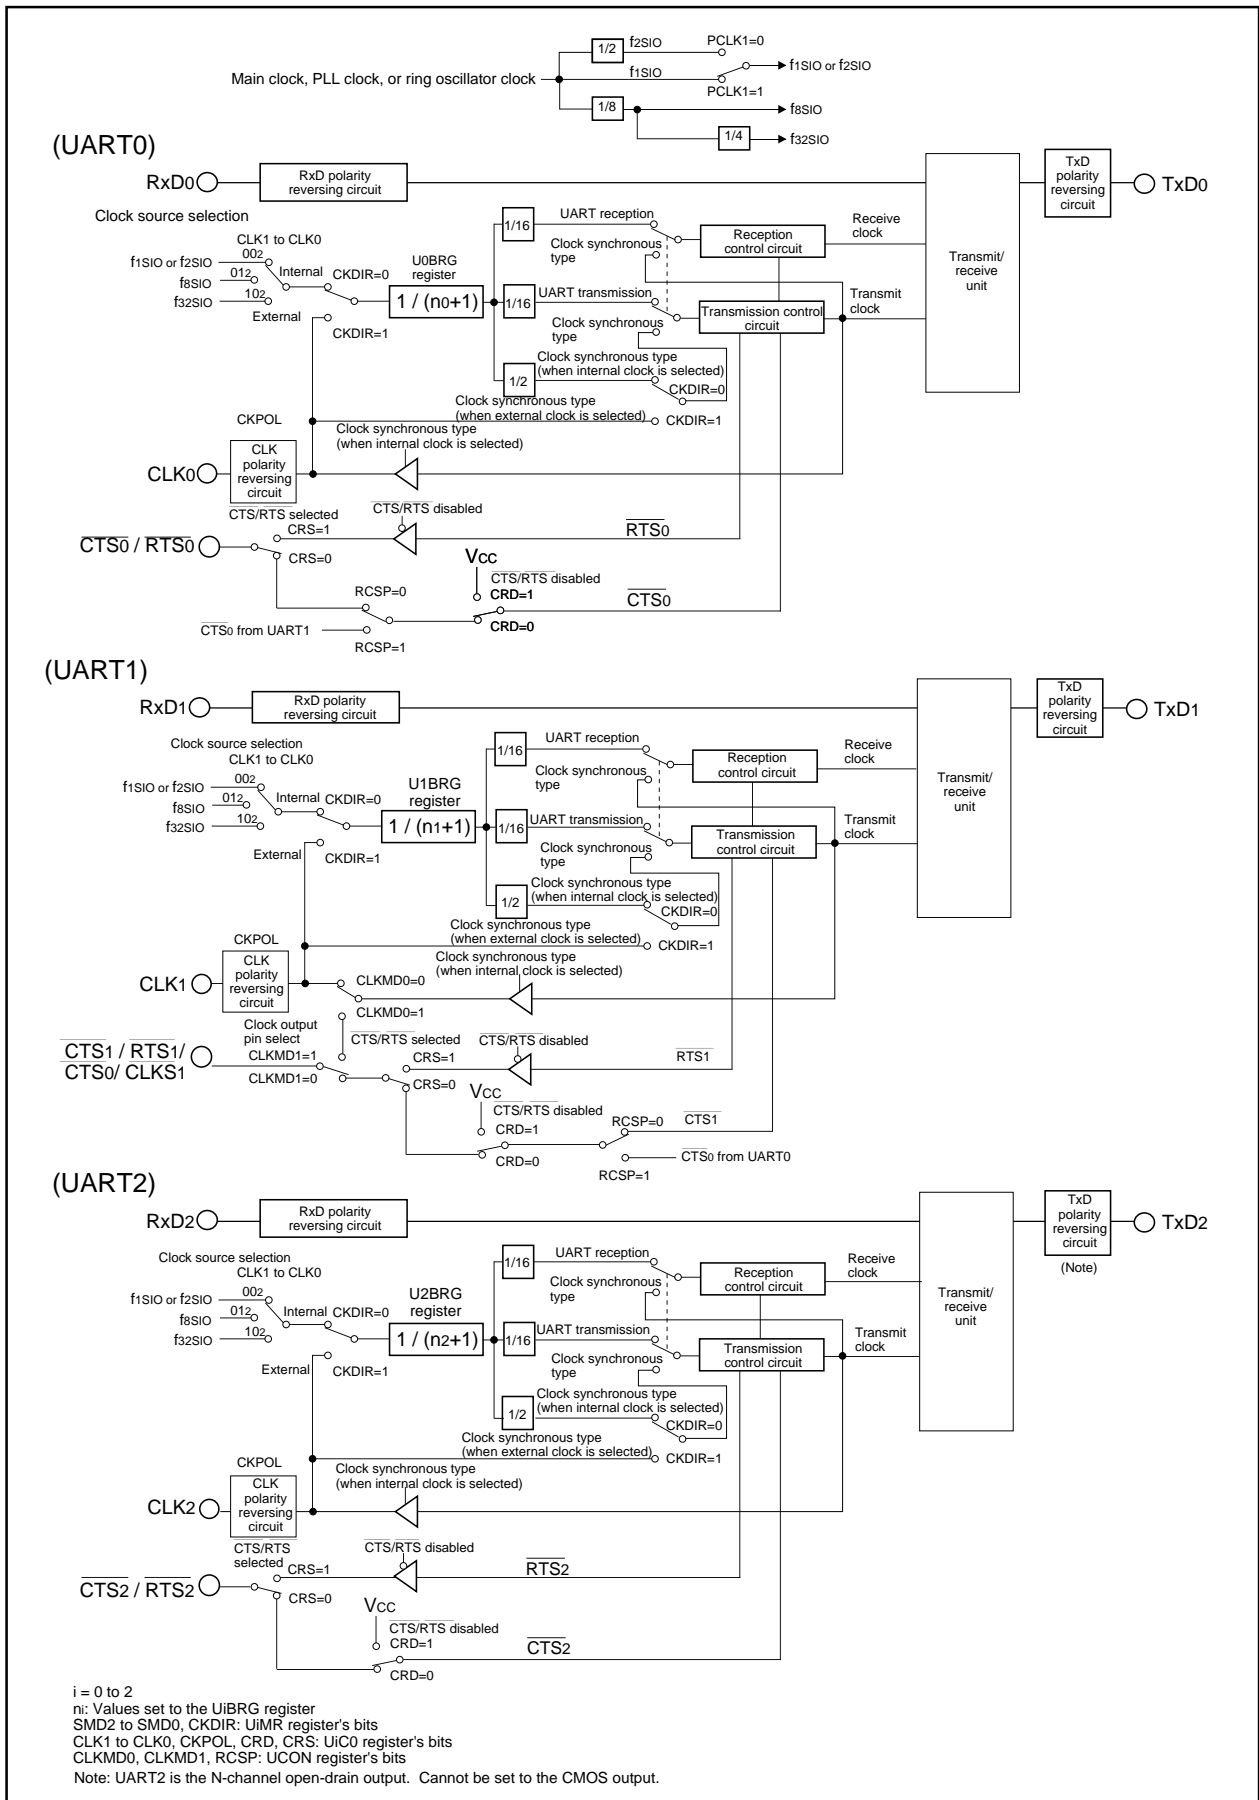 1/2
f2SIO
PCLK1=0
Main clock, PLL clock, or ring oscillator clock
f1SIO
f1SIO or f2SIO
PCLK1=1
1/8
f8SIO
1/4
f32SIO
(UART0)
RxD0
RxD polarity
reversing circuit
TxD
polarity
reversing
circuit
TxD0
Clock source selection
CLK1 to CLK0
f1SIO or f2SIO
002
f8SIO
012
f32SIO
102
Internal
CKDIR=0
External
CKDIR=1
U0BRG
register
1 / (n0+1)
1/16
UART reception
Clock synchronous
type
Reception
control circuit
Receive
clock
1/16
UART transmission
Clock synchronous
type
Transmission control
circuit
Transmit
clock
Transmit/
receive
unit
1/2
Clock synchronous type
(when internal clock is selected)
CKDIR=0
Clock synchronous type
(when external clock is selected)
CKDIR=1
CKPOL
Clock synchronous type
(when internal clock is selected)
CLK0
CLK
polarity
reversing
circuit
CTS/RTS selected
CTS/RTS disabled
CRS=1
RTS0
CTS0 / RTS0
CRS=0
VCC
CTS/RTS disabled
RCSP=0
CRD=1
CTS0
CTS0 from UART1
CRD=0
RCSP=1
(UART1)
RxD1
RxD polarity
reversing circuit
TxD
polarity
reversing
circuit
TxD1
Clock source selection
CLK1 to CLK0
f1SIO or f2SIO
002
f8SIO
012
f32SIO
102
Internal
CKDIR=0
External
CKDIR=1
U1BRG
register
1 / (n1+1)
1/16
UART reception
Clock synchronous
type
Reception
control circuit
Receive
clock
1/16
UART transmission
Clock synchronous
type
Transmission
control circuit
Transmit
clock
Transmit/
receive
unit
1/2
Clock synchronous type
(when internal clock is selected)
CKDIR=0
Clock synchronous type
(when external clock is selected)
CKDIR=1
CKPOL
Clock synchronous type
(when internal clock is selected)
CLK1
CLK
polarity
reversing
circuit
CLKMD0=0
CLKMD0=1
Clock output
pin select
CTS/RTS selected
CTS/RTS disabled
CTS1 / RTS1/
CTS0/ CLKS1
CLKMD1=1
CLKMD1=0
CRS=1
RTS1
CRS=0
VCC
CTS/RTS disabled
CRD=1
RCSP=0
CTS1
CRD=0
CTS0 from UART0
RCSP=1
(UART2)
RxD2
RxD polarity
reversing circuit
TxD
polarity
reversing
circuit
TxD2
(Note)
Clock source selection
CLK1 to CLK0
f1SIO or f2SIO
002
f8SIO
012
f32SIO
102
Internal
CKDIR=0
External
CKDIR=1
U2BRG
register
1 / (n2+1)
1/16
UART reception
Clock synchronous
type
Reception
control circuit
Receive
clock
1/16
UART transmission
Clock synchronous
type
Transmission
control circuit
Transmit
clock
Transmit/
receive
unit
1/2
Clock synchronous type
(when internal clock is selected)
CKDIR=0
Clock synchronous type
(when external clock is selected)
CKDIR=1
CKPOL
Clock synchronous type
(when internal clock is selected)
CLK2
CLK
polarity
reversing
circuit
CTS/RTS
selected
CTS/RTS disabled
CRS=1
RTS2
CTS2 / RTS2
CRS=0
VCC
CTS/RTS disabled
CRD=1
CTS2
CRD=0
i = 0 to 2
ni: Values set to the UiBRG register
SMD2 to SMD0, CKDIR: UiMR register's bits
CLK1 to CLK0, CKPOL, CRD, CRS: UiC0 register's bits
CLKMD0, CLKMD1, RCSP: UCON register's bits
Note: UART2 is the N-channel open-drain output. Cannot be set to the CMOS output.